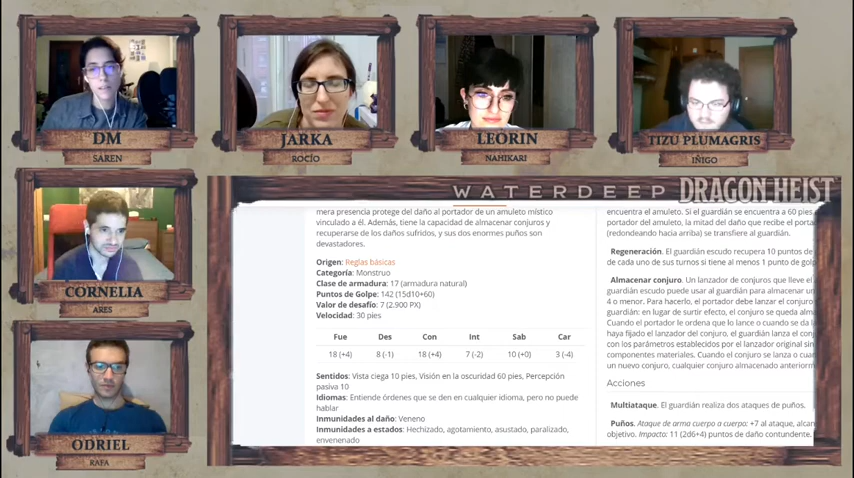 DM
SAREN
JARKA
ROCÍO
LEORIN
NAHIKARI
TIZU PLUMAGRIS
IÑIGO
CORNELIA
ARES
ODRIEL
RAFA
WATERDEEP DRAGON HEIST
mera presencia protege del daño al portador de un amuleto místico
vinculado a él. Además, tiene la capacidad de almacenar conjuros y
recuperarse de los daños sufridos, y sus dos enormes puños son
devastadores.
Origen: Reglas básicas
Categoría: Monstruo
Clase de armadura: 17 (armadura natural)
Puntos de Golpe: 142 (15d10+60)
Valor de desafío: 7 (2.900 PX)
Velocidad: 30 pies
Fue Des Con Int Sab Car
18 (+4) 8 (-1) 18 (+4) 7 (-2) 10 (+0) 3 (-4)
Sentidos: Vista ciega 10 pies, Visión en la oscuridad 60 pies, Percepción
pasiva 10
Idiomas: Entiende órdenes que se den en cualquier idioma, pero no puede
hablar
Inmunidades al daño: Veneno
Inmunidades a estados: Hechizado, agotamiento, asustado, paralizado,
envenenado
encuentra el amuleto. Si el guardián se encuentra a 60 pies
portador del amuleto, la mitad del daño que recibe el portad
(redondeando hacia arriba) se transfiere al guardián.
Regeneración. El guardián escudo recupera 10 puntos de
de cada uno de sus turnos si tiene al menos 1 punto de golp
Almacenar conjuro. Un lanzador de conjuros que lleve el
guardián escudo puede usar al guardián para almacenar un
4 o menor. Para hacerlo, el portador debe lanzar el conjuro
guardián: en lugar de surtir efecto, el conjuro se queda alma
Cuando el portador le ordena que lo lance o cuando se da l
haya fijado el lanzador del conjuro, el guardián lanza el conj
con los parámetros establecidos por el lanzador original sin
componentes materiales. Cuando el conjuro se lanza o cuan
un nuevo conjuro, cualquier conjuro almacenado anteriorm
Acciones
Multiataque. El guardián realiza dos ataques de puños.
Puños. Ataque de arma cuerpo a cuerpo: +7 al ataque, alcan
objetivo. Impacto: 11 (2d6+4) puntos de daño contundente.